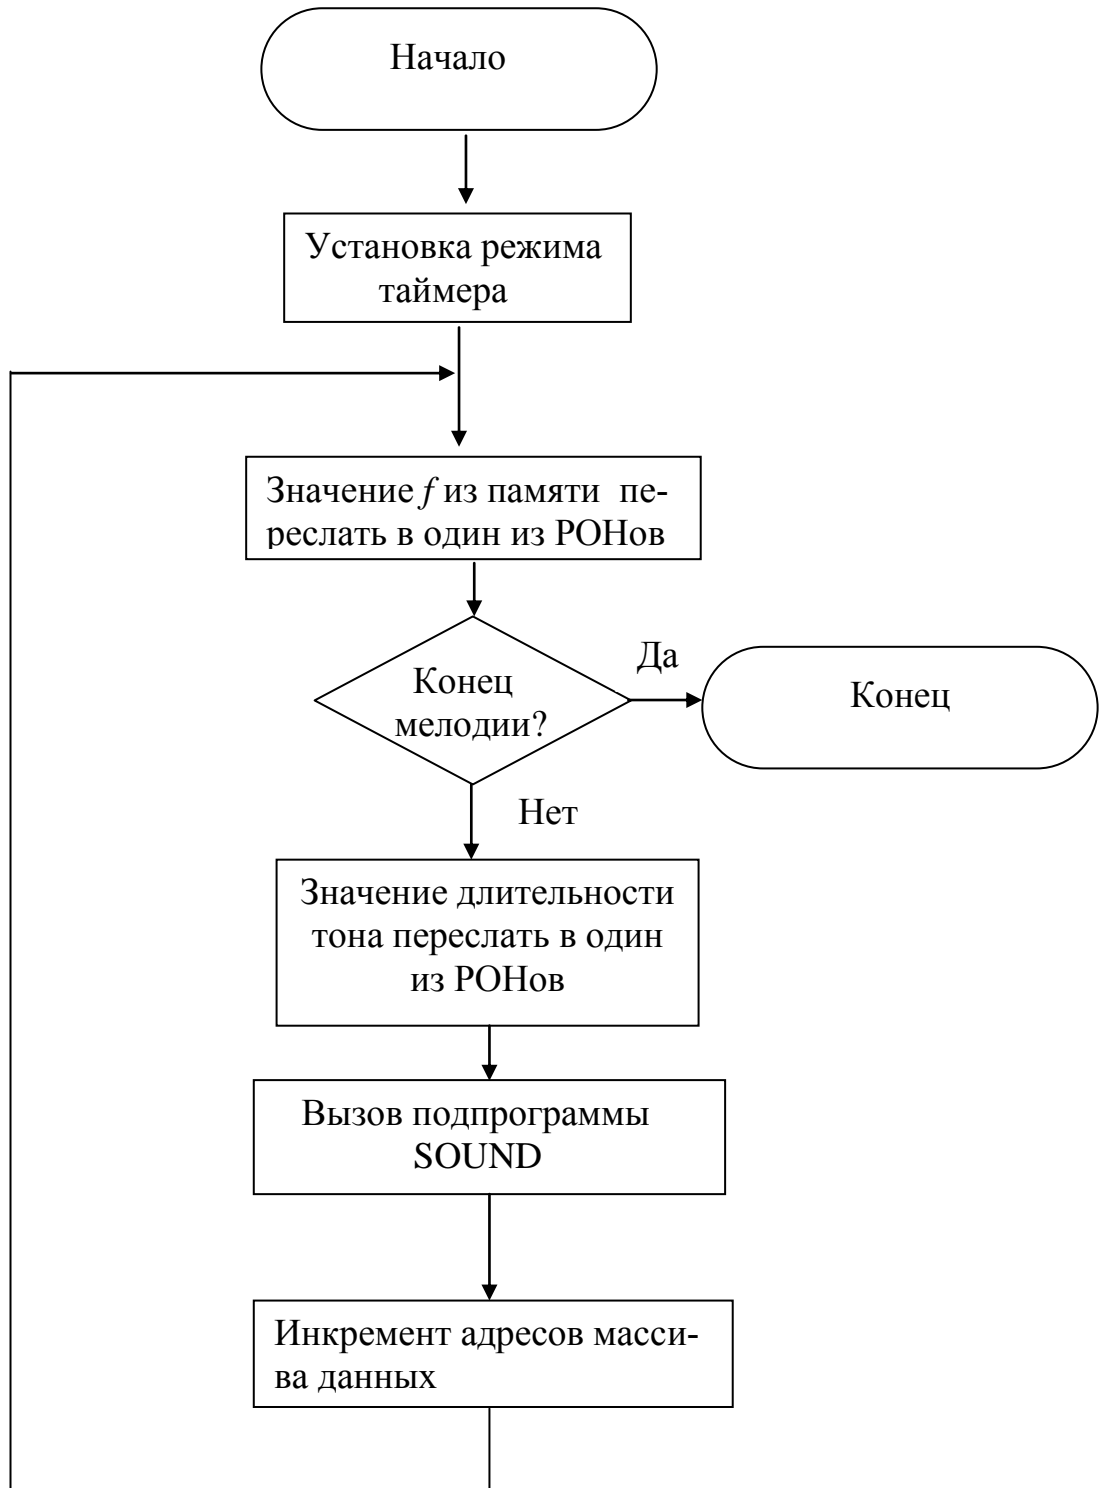 Начало
Установка режима
таймера
Значение f из памяти пе-
реслать в один из РОНов
Конец
мелодии?
Да
Конец
Нет
Значение длительности
тона переслать в один
из РОНов
Вызов подпрограммы
SOUND
Инкремент адресов масси-
ва данных